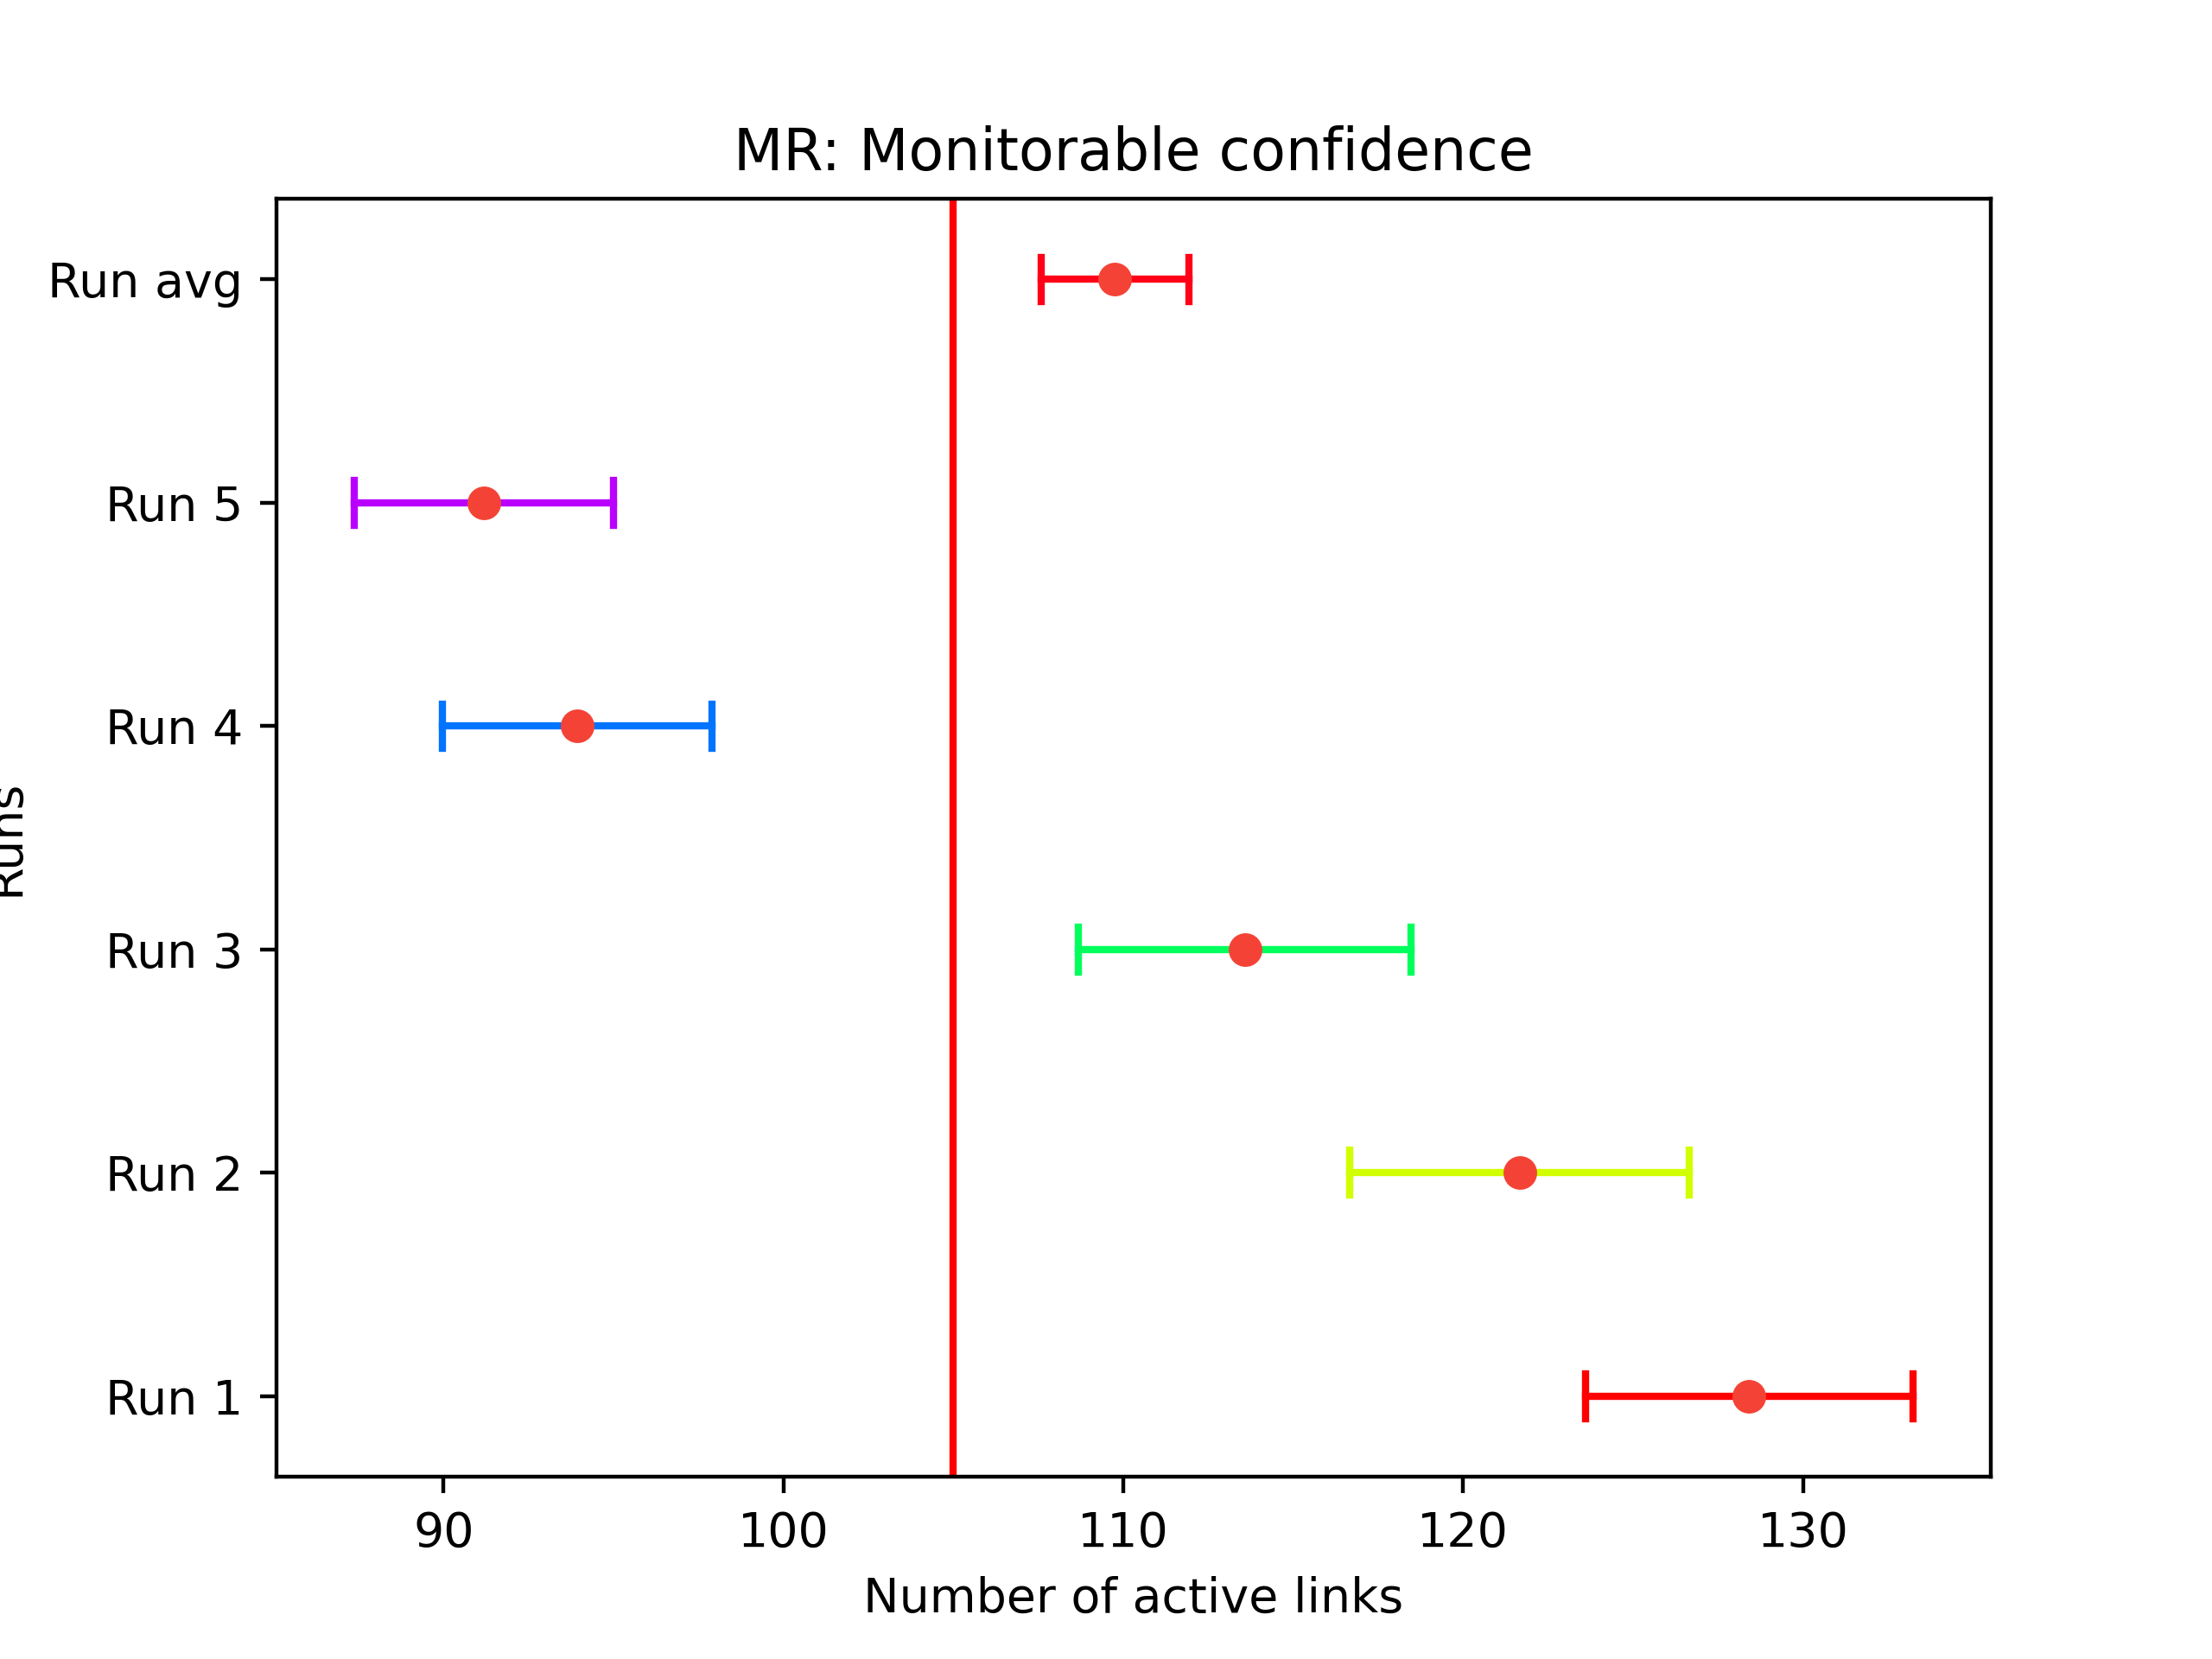 MR: Monitorable confidence
Run avg
Run 5
Run 4
Runs
Run 3
Run 2
Run 1
90 100 110 120 130
Number of active links